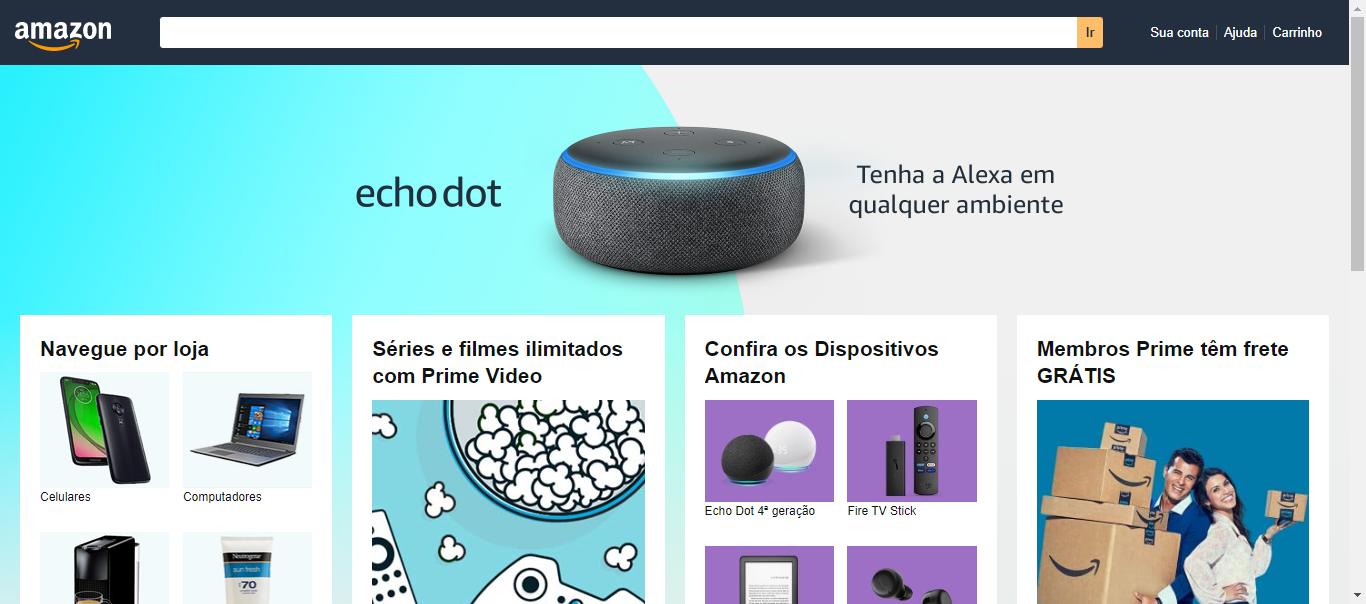 amazon
Ir
Sua conta
Ajuda
Carrinho
echo dot
Tenha a Alexa em
qualquer ambiente
Navegue por loja
Celulares
Computadores
Neutrogena
sun fresh
70
Séries e filmes ilimitados
com Prime Video
Confira os Dispositivos
Amazon
Echo Dot 4ª geração
Fire TV Stick
Membros Prime têm frete
GRÁTIS